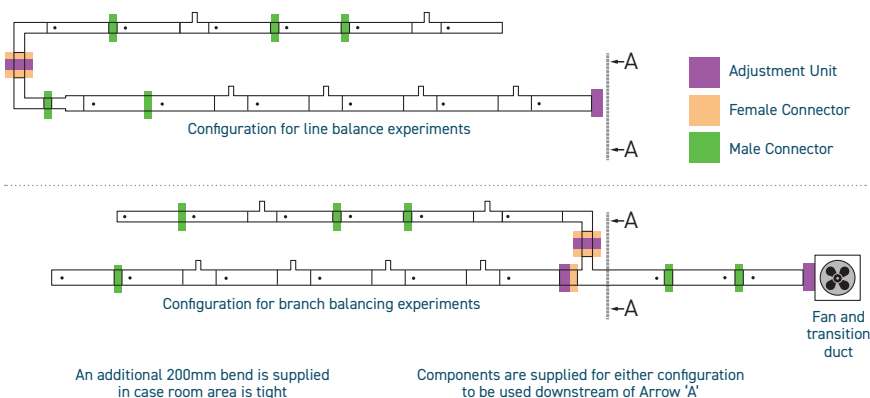 A
Adjustment Unit
Female Connector
Configuration for line balance experiments
A
Male Connector
A
Configuration for branch balancing experiments
A
Fan and
transition
duct
An additional 200mm bend is supplied
in case room area is tight
Components are supplied for either configuration
to be used downstream of Arrow ‘A’